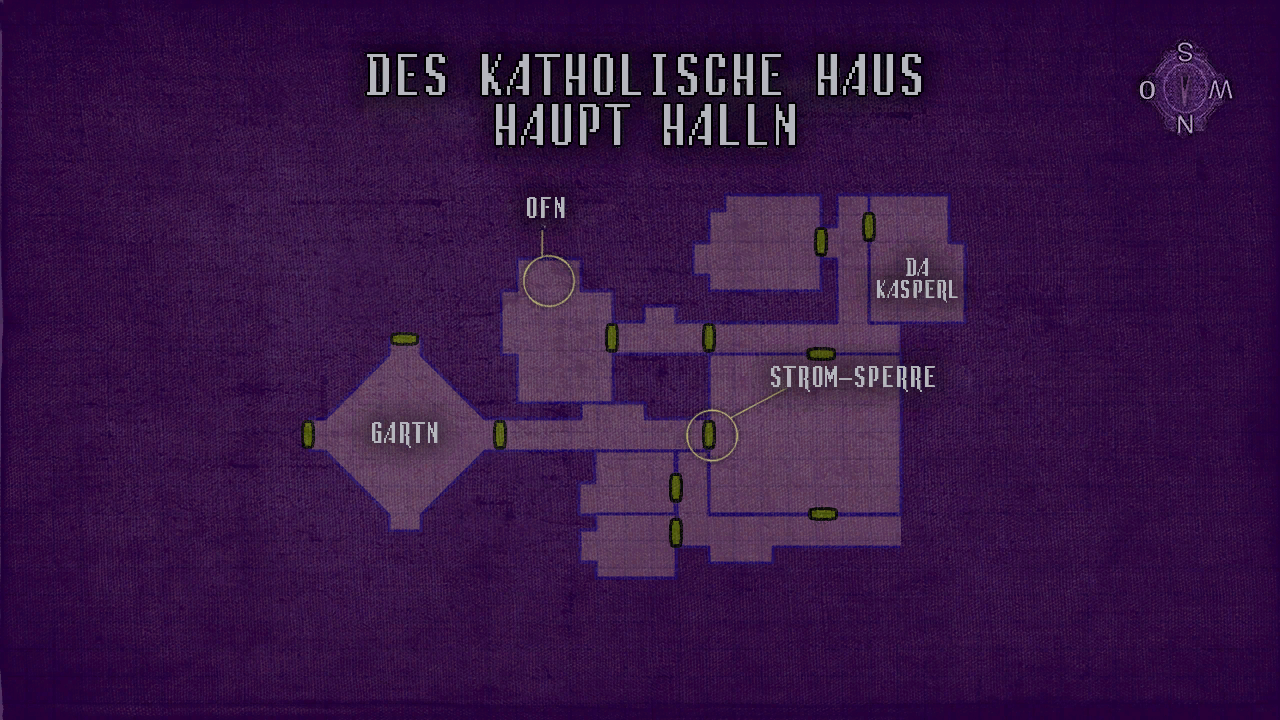 DES KATHOLISCHE HAUS
HAUPT HALLN
S
O
W
N
OFN
DA
KASPERL
STROM-SPERRE
GARTN